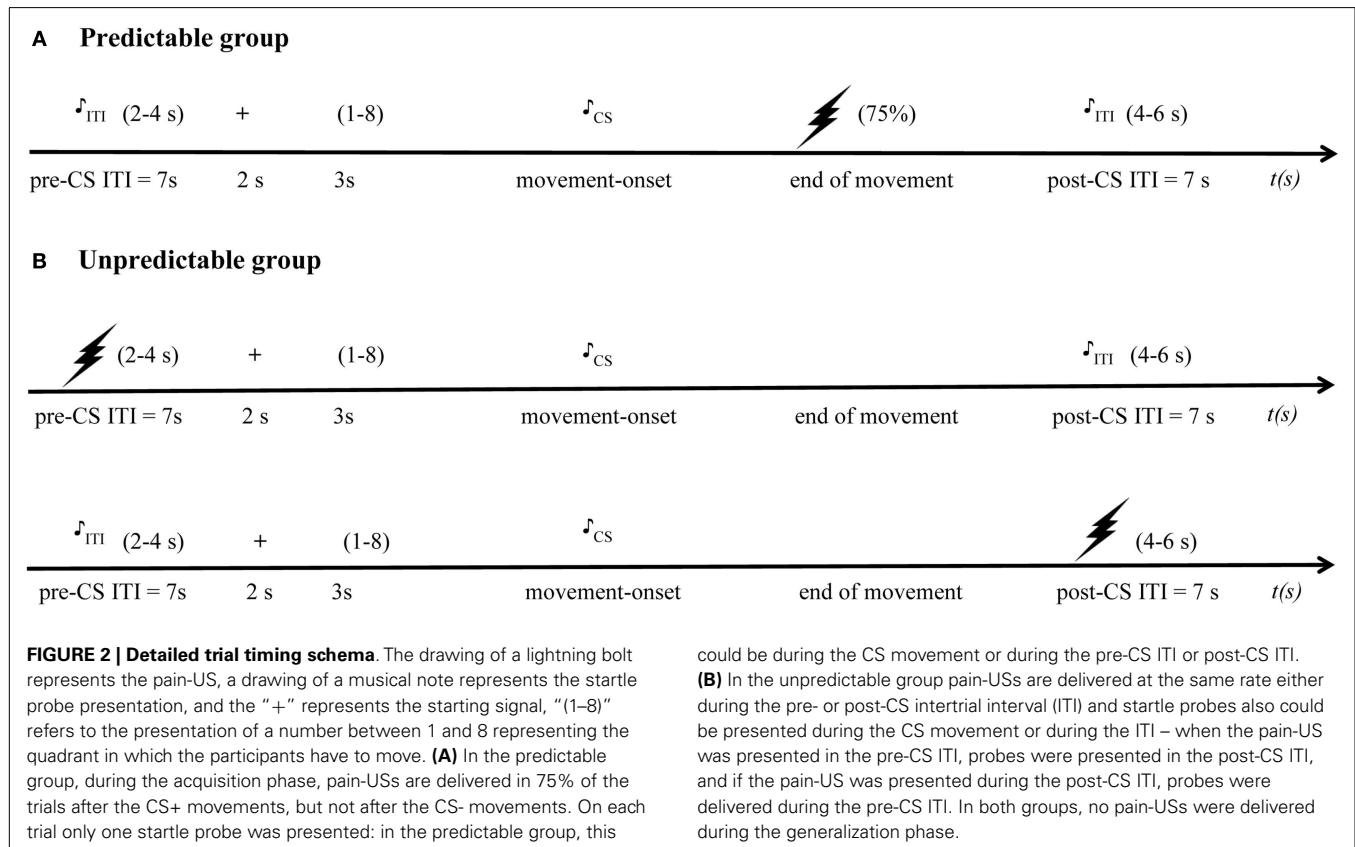 A Predictable group
♪ITI (2-4 s) + (1-8) ♪CS (75%) ♪ITI (4-6 s)
pre-CS ITI = 7s 2 s 3s movement-onset end of movement post-CS ITI = 7 s t(s)
B Unpredictable group
(2-4 s) + (1-8) ♪CS ♪ITI (4-6 s)
pre-CS ITI = 7s 2 s 3s movement-onset end of movement post-CS ITI = 7 s t(s)
♪ITI (2-4 s) + (1-8) ♪CS (4-6 s)
pre-CS ITI = 7s 2 s 3s movement-onset end of movement post-CS ITI = 7 s t(s)
FIGURE 2 | Detailed trial timing schema. The drawing of a lightning bolt
represents the pain-US, a drawing of a musical note represents the startle
probe presentation, and the “+” represents the starting signal, “(1–8)”
refers to the presentation of a number between 1 and 8 representing the
quadrant in which the participants have to move. (A) In the predictable
group, during the acquisition phase, pain-USs are delivered in 75% of the
trials after the CS+ movements, but not after the CS- movements. On each
trial only one startle probe was presented: in the predictable group, this
could be during the CS movement or during the pre-CS ITI or post-CS ITI.
(B) In the unpredictable group pain-USs are delivered at the same rate either
during the pre- or post-CS intertrial interval (ITI) and startle probes also could
be presented during the CS movement or during the ITI – when the pain-US
was presented in the pre-CS ITI, probes were presented in the post-CS ITI,
and if the pain-US was presented during the post-CS ITI, probes were
delivered during the pre-CS ITI. In both groups, no pain-USs were delivered
during the generalization phase.